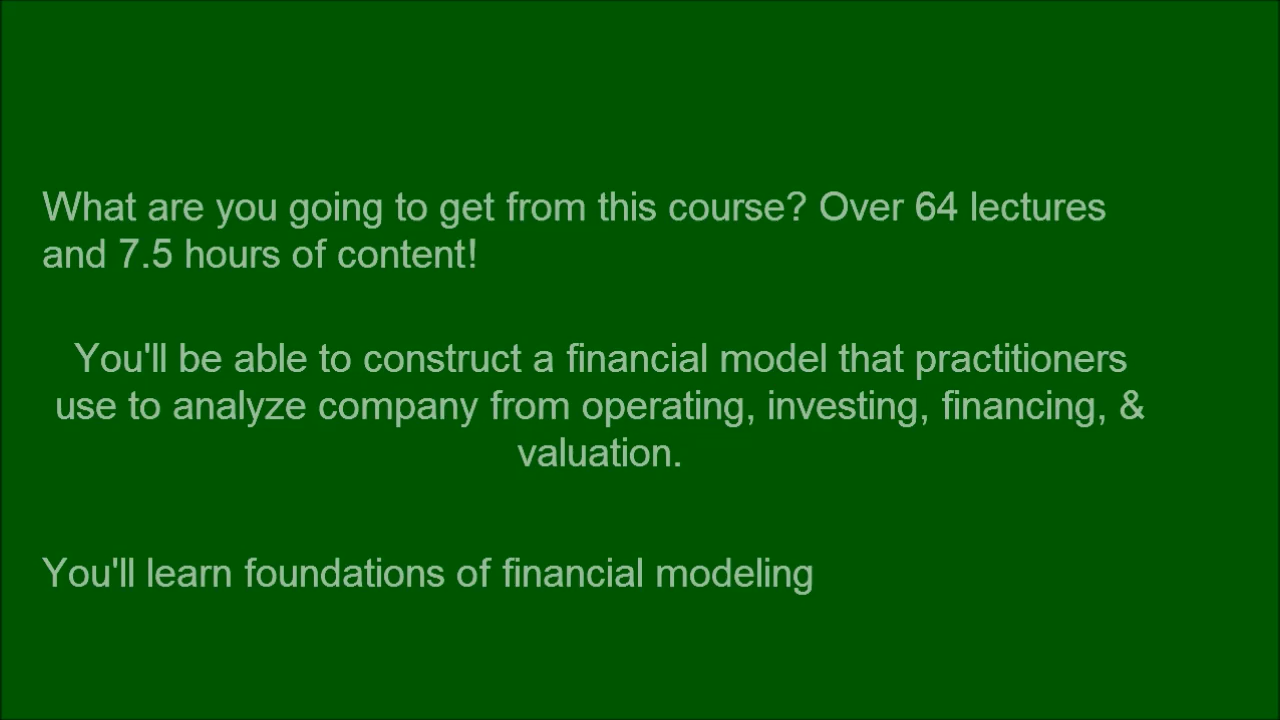 What are you going to get from this course? Over 64 lectures
and 7.5 hours of content!
You'll be able to construct a financial model that practitioners
use to analyze company from operating, investing, financing, &
valuation.
You'll learn foundations of financial modeling